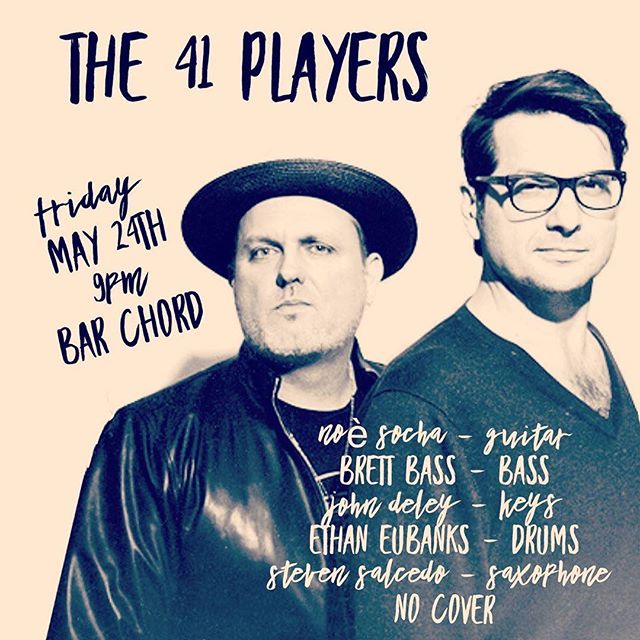 THE 41 PLAYERS
friday
MAY 24TH
9PM
BAR CHORD
noè socha - guitar
BRETT BASS - BASS
john deley - keys
ETHAN EUBANKS - DRUMS
steven salcedo - saxophone
NO COVER